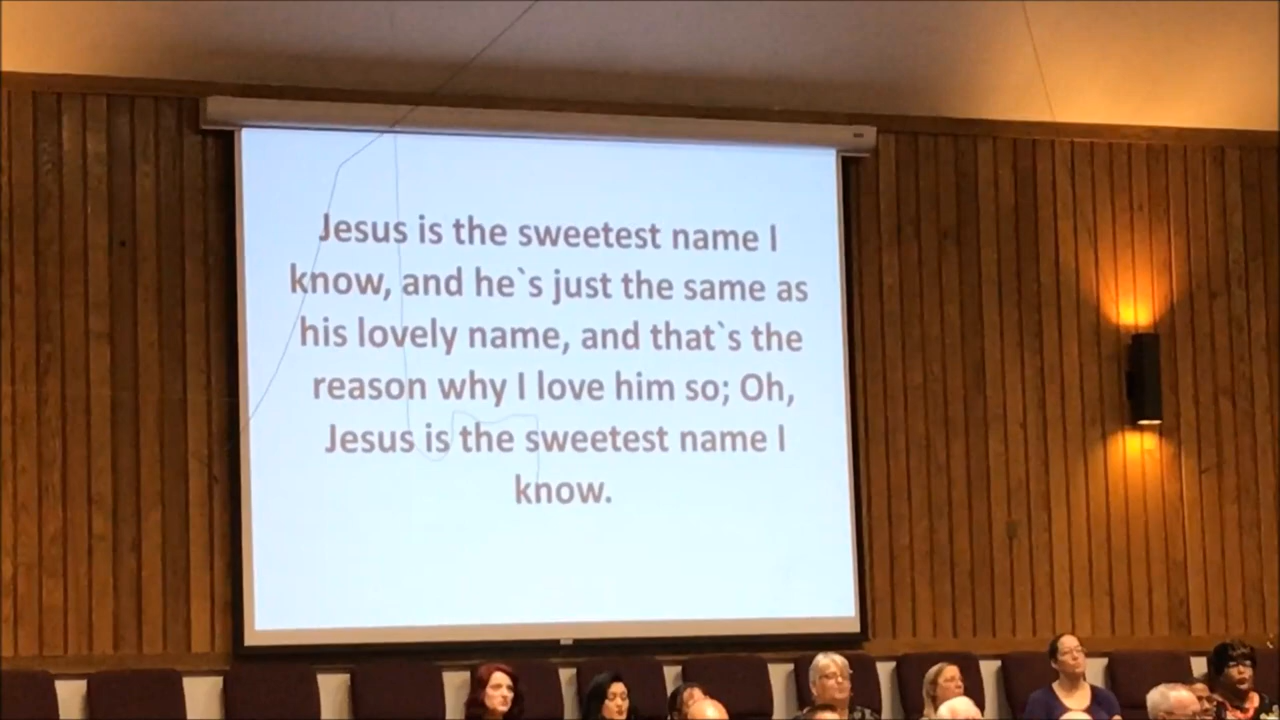 Jesus is the sweetest name I
know, and he`s just the same as
his lovely name, and that`s the
reason why I love him so; Oh,
Jesus is the sweetest name I
know.